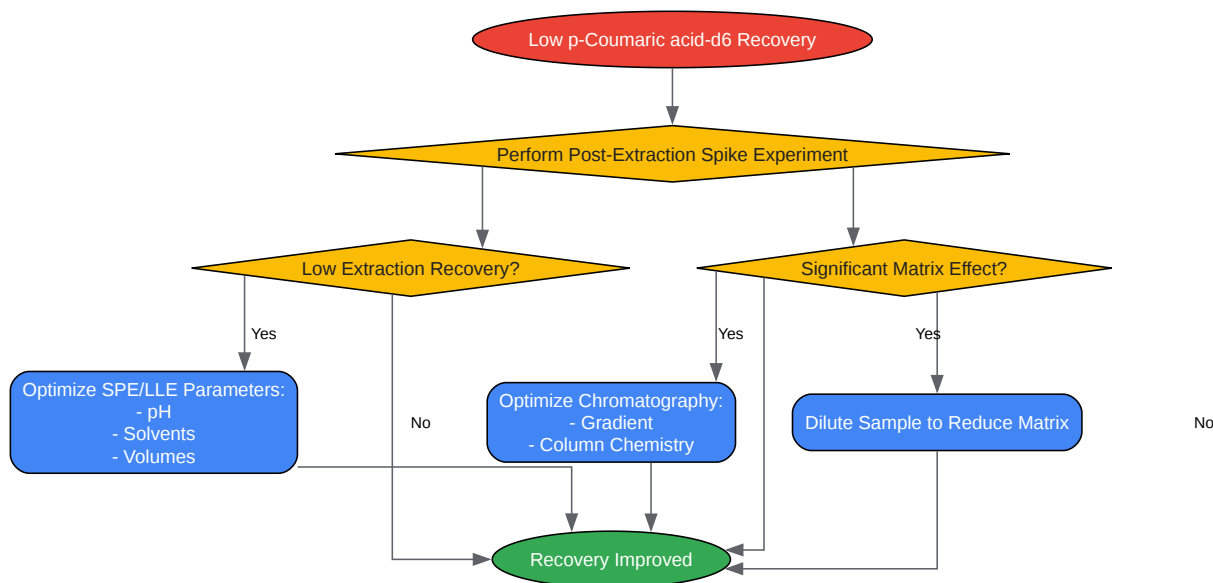 Low p-Coumaric acid-d6 Recovery
Perform Post-Extraction Spike Experiment
Low Extraction Recovery?
Significant Matrix Effect?
Yes
Yes
Yes
Optimize SPE/LLE Parameters:
- pH
- Solvents
- Volumes
Optimize Chromatography:
- Gradient
- Column Chemistry
Dilute Sample to Reduce Matrix
No
No
Recovery Improved